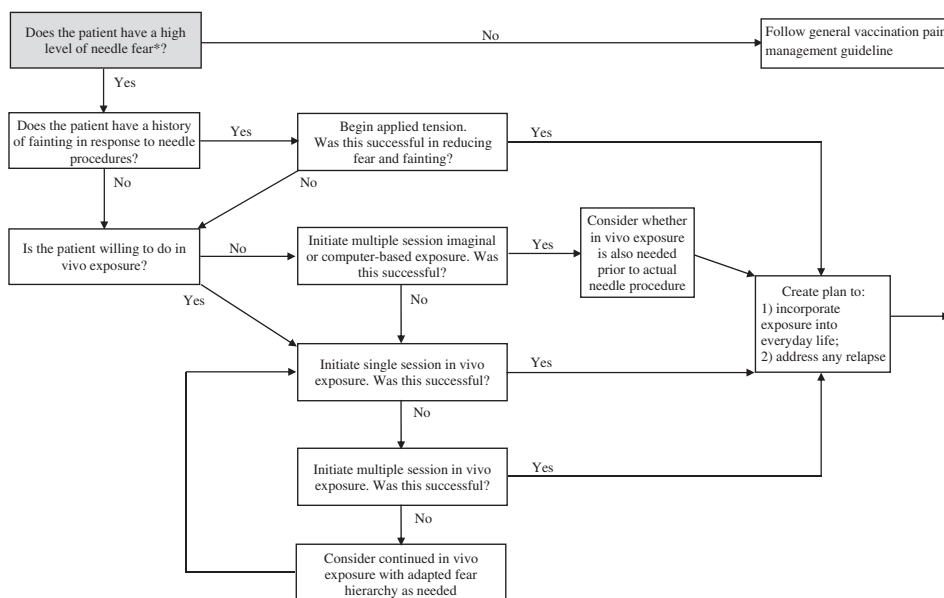 Does the patient have a high
level of needle fear*?
No
Follow general vaccination pain
management guideline
Yes
Does the patient have a history
of fainting in response to needle
procedures?
Yes
Begin applied tension.
Was this successful in reducing
fear and fainting?
Yes
No
No
Is the patient willing to do in
vivo exposure?
No
Initiate multiple session imaginal
or computer-based exposure. Was
this successful?
Yes
Consider whether
in vivo exposure
is also needed
prior to actual
needle procedure
Create plan to:
1) incorporate
exposure into
everyday life;
2) address any relapse
Yes
No
Initiate single session in vivo
exposure. Was this successful?
Yes
No
Initiate multiple session in vivo
exposure. Was this successful?
Yes
No
Consider continued in vivo
exposure with adapted fear
hierarchy as needed